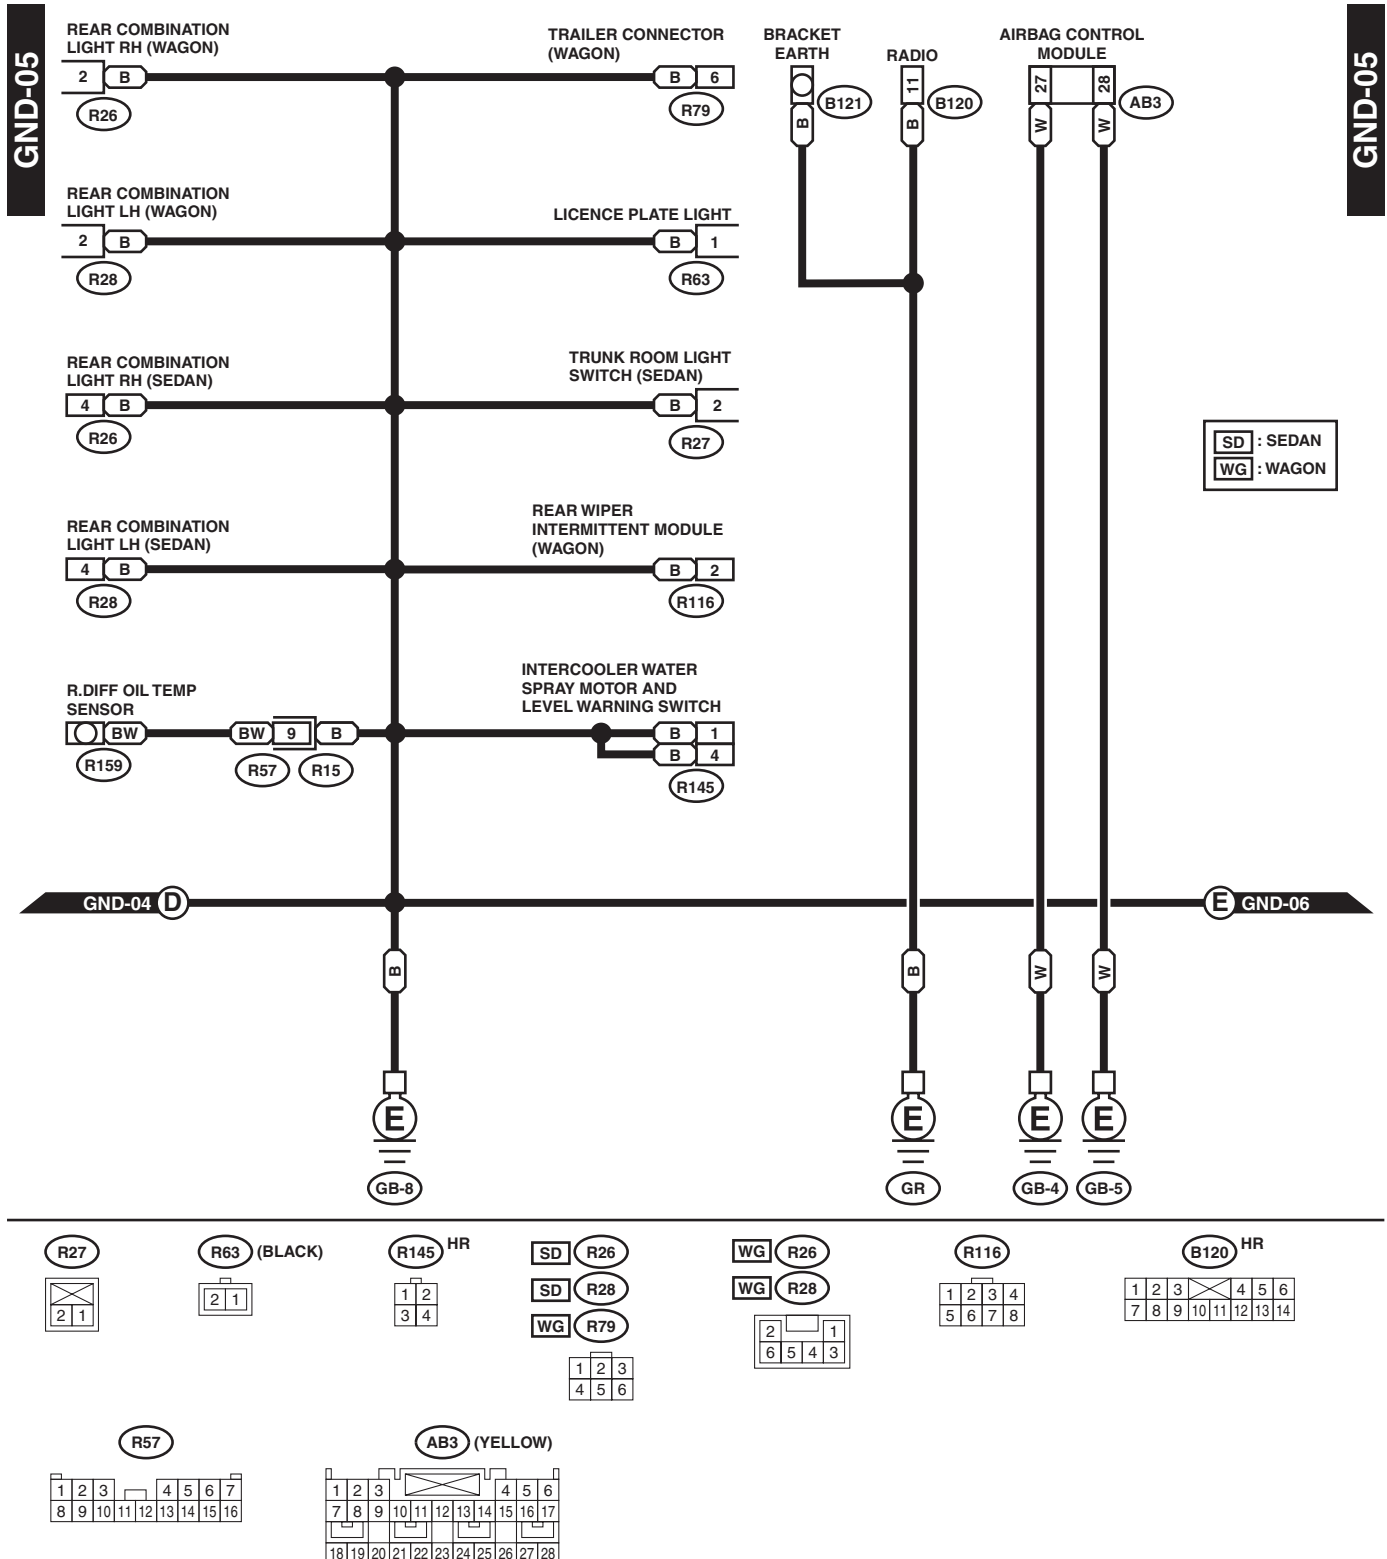 GND-05
GND-05
REAR COMBINATION
LIGHT RH (WAGON)
2 B
R26
TRAILER CONNECTOR
(WAGON)
B 6
R79
BRACKET
EARTH
B121
B
RADIO
11
B120
B
AIRBAG CONTROL
MODULE
27 28
AB3
W W
REAR COMBINATION
LIGHT LH (WAGON)
2 B
R28
LICENCE PLATE LIGHT
B 1
R63
REAR COMBINATION
LIGHT RH (SEDAN)
4 B
R26
TRUNK ROOM LIGHT
SWITCH (SEDAN)
B 2
R27
SD : SEDAN
WG : WAGON
REAR COMBINATION
LIGHT LH (SEDAN)
4 B
R28
REAR WIPER
INTERMITTENT MODULE
(WAGON)
B 2
R116
R.DIFF OIL TEMP
SENSOR
BW BW 9 B
R159 R57 R15
INTERCOOLER WATER
SPRAY MOTOR AND
LEVEL WARNING SWITCH
B 1
B 4
R145
GND-04 D
E GND-06
B B W W
E E E E
GB-8 GR GB-4 GB-5
R27
2 1
R63 (BLACK)
2 1
R145 HR
1 2
3 4
SD R26
SD R28
WG R79
1 2 3
4 5 6
WG R26
WG R28
2 1
6 5 4 3
R116
1 2 3 4
5 6 7 8
B120 HR
1 2 3 4 5 6
7 8 9 10 11 12 13 14
R57
1 2 3 4 5 6 7
8 9 10 11 12 13 14 15 16
AB3 (YELLOW)
1 2 3 4 5 6
7 8 9 10 11 12 13 14 15 16 17
18 19 20 21 22 23 24 25 26 27 28